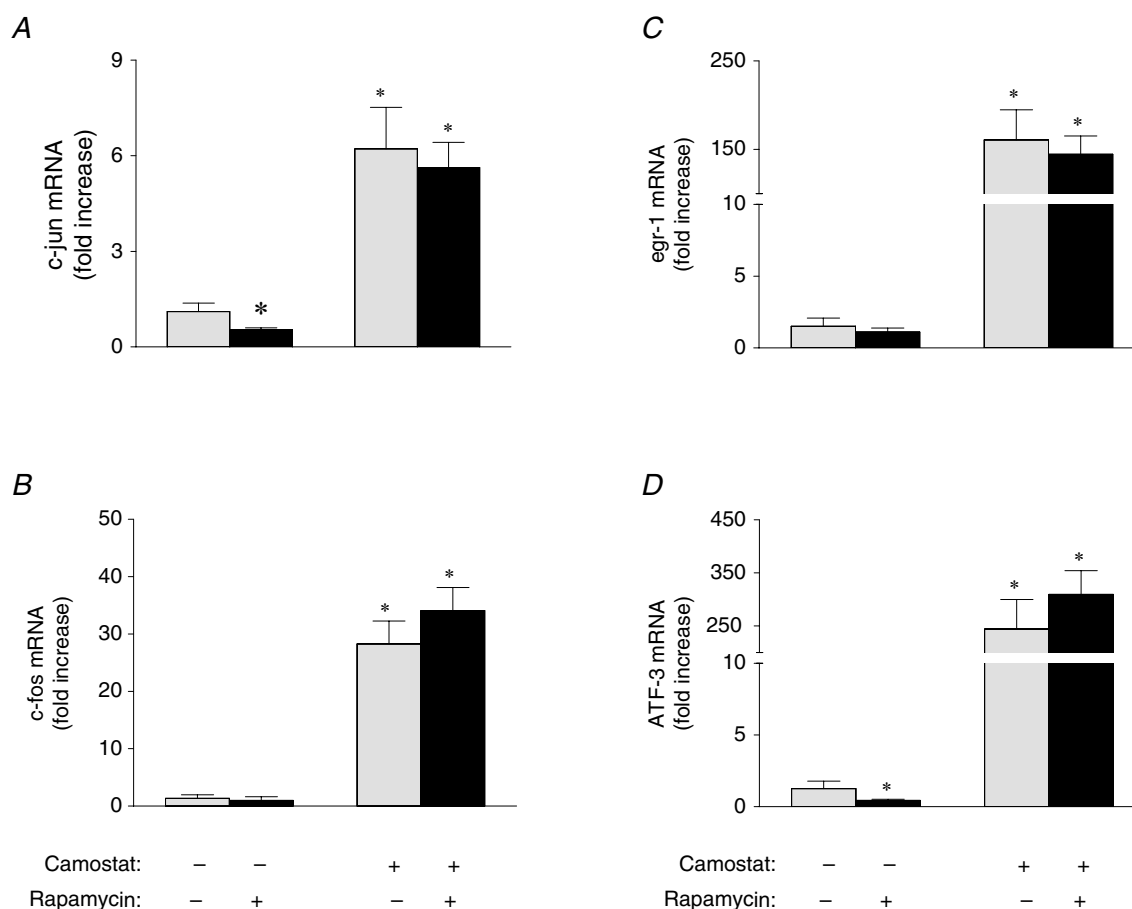 A
c-jun mRNA
(fold increase)
9
6
3
0
*
*
*
C
egr-1 mRNA
(fold increase)
250
150
10
5
0
*
*
B
c-fos mRNA
(fold increase)
50
40
30
20
10
0
*
*
D
ATF-3 mRNA
(fold increase)
450
350
250
10
5
0
*
*
*
Camostat: – – + + – – + +
Rapamycin: – + – + – + – +